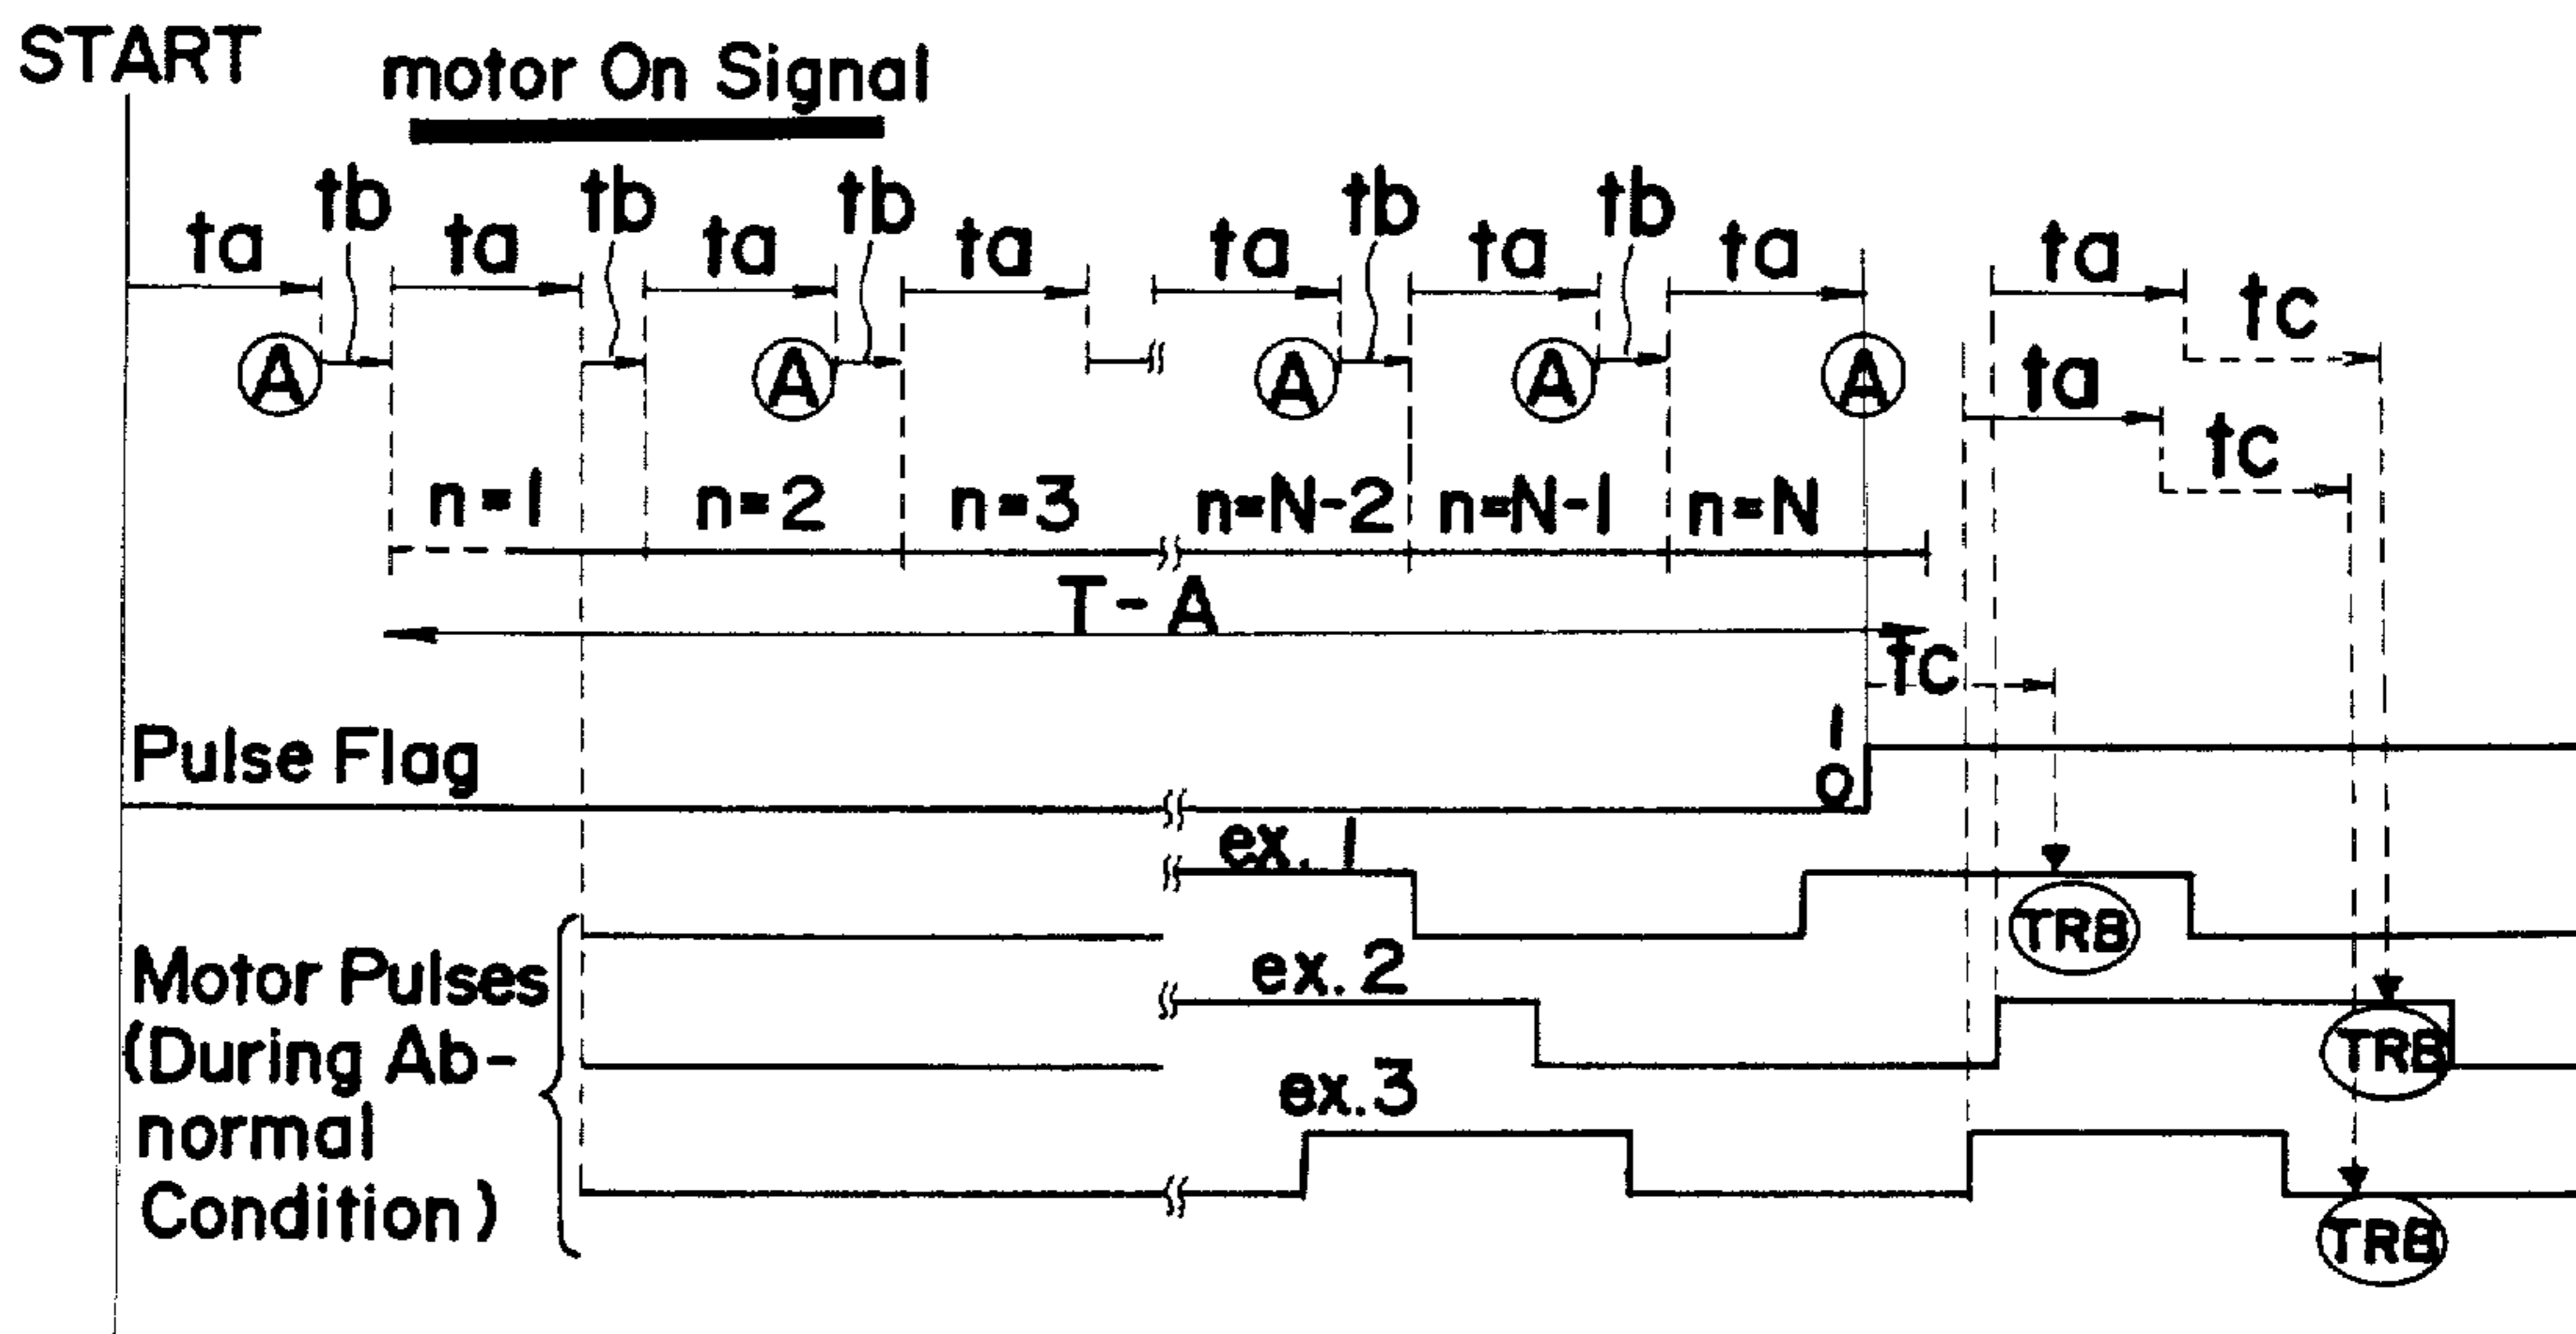 START
motor On Signal
tb tb tb tb tb
ta ta ta ta ta ta ta ta
tc
A A A A A
ta
tc
n=1 n=2 n=3 n=N-2 n=N-1 n=N
T-A
tc
1
Pulse Flag
0
ex. 1
TRB
Motor Pulses
ex. 2
(During Ab-
TRB
ex. 3
normal
Condition)
TRB